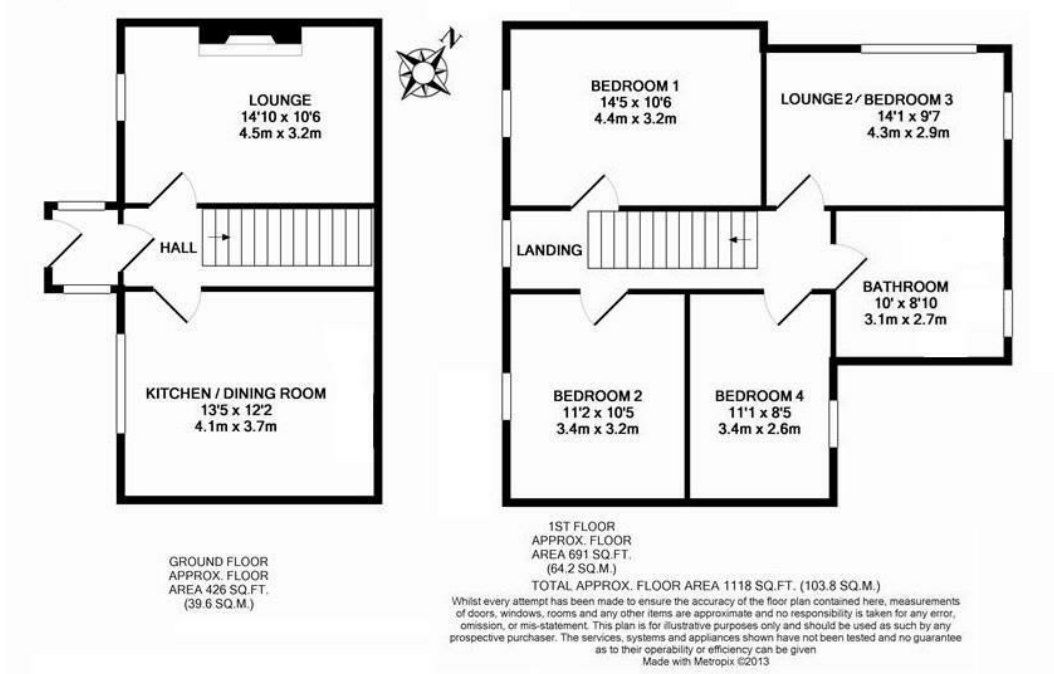 N
LOUNGE
14'10 x 10'6
4.5m x 3.2m
HALL
KITCHEN / DINING ROOM
13'5 x 12'2
4.1m x 3.7m
GROUND FLOOR
APPROX. FLOOR
AREA 426 SQ.FT.
(39.6 SQ.M.)
BEDROOM 1
14'5 x 10'6
4.4m x 3.2m
LOUNGE 2 / BEDROOM 3
14'1 x 9'7
4.3m x 2.9m
LANDING
BATHROOM
10' x 8'10
3.1m x 2.7m
BEDROOM 2
11'2 x 10'5
3.4m x 3.2m
BEDROOM 4
11'1 x 8'5
3.4m x 2.6m
1ST FLOOR
APPROX. FLOOR
AREA 691 SQ.FT.
(64.2 SQ.M.)
TOTAL APPROX. FLOOR AREA 1118 SQ.FT. (103.8 SQ.M.)
Whilst every attempt has been made to ensure the accuracy of the floor plan contained here, measurements
of doors, windows, rooms and any other items are approximate and no responsibility is taken for any error,
omission, or mis-statement. This plan is for illustrative purposes only and should be used as such by any
prospective purchaser. The services, systems and appliances shown have not been tested and no guarantee
as to their operability or efficiency can be given
Made with Metropix ©2013